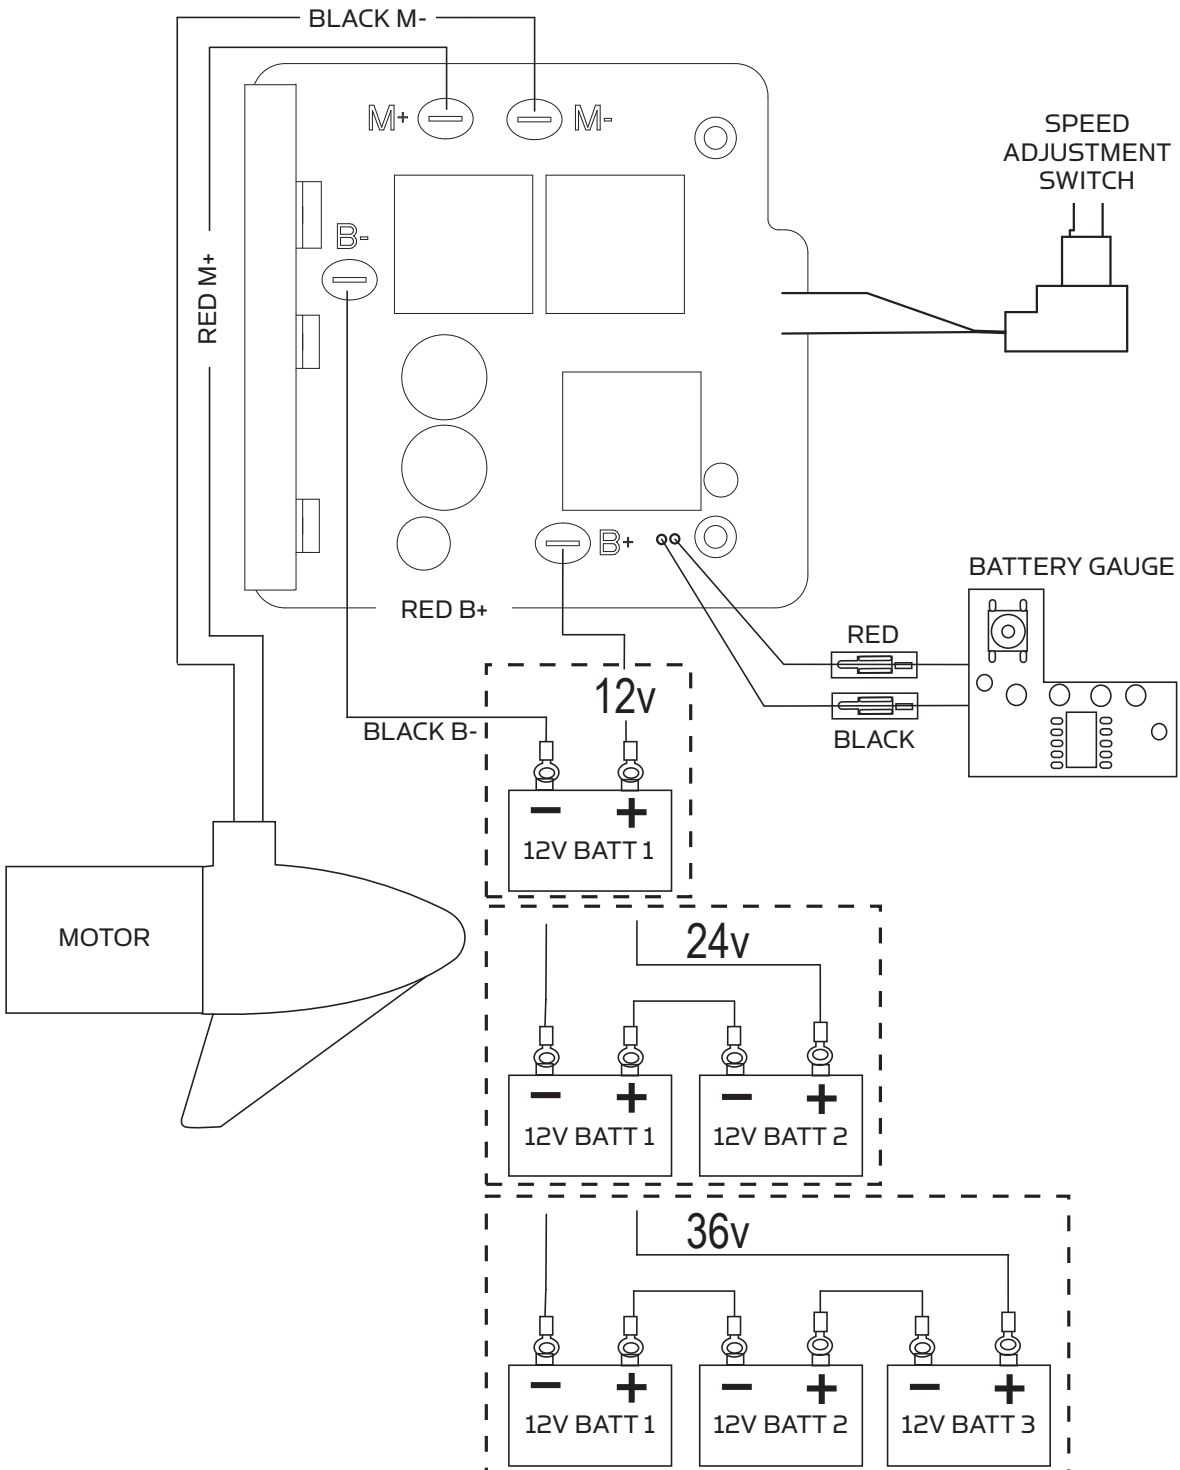 BLACK M-
M+
M-
SPEED
ADJUSTMENT
SWITCH
B-
RED M+
B+
BATTERY GAUGE
RED B+
RED
12v
BLACK B-
BLACK
- +
12V BATT 1
MOTOR
24v
- + - +
12V BATT 1 12V BATT 2
36v
- + - + - +
12V BATT 1 12V BATT 2 12V BATT 3